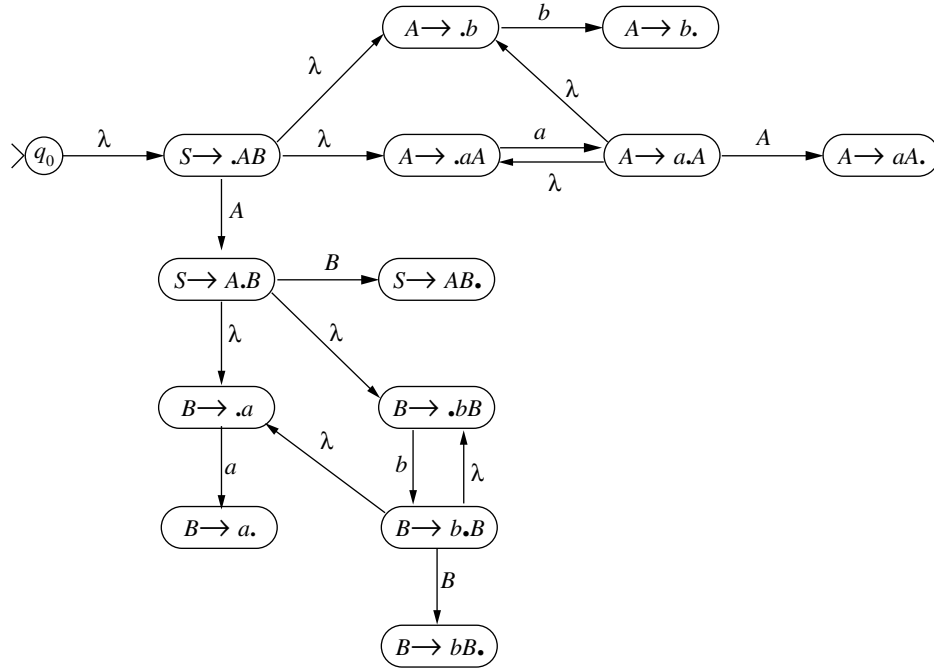 A → .b b A → b.
λ λ
q0 λ S → .AB λ A → .aA a λ A → a.A A A → aA.
A
S → A.B B S → AB.
λ λ
B → .a B → .bB
a λ b λ
B → a. B → b.B
B
B → bB.